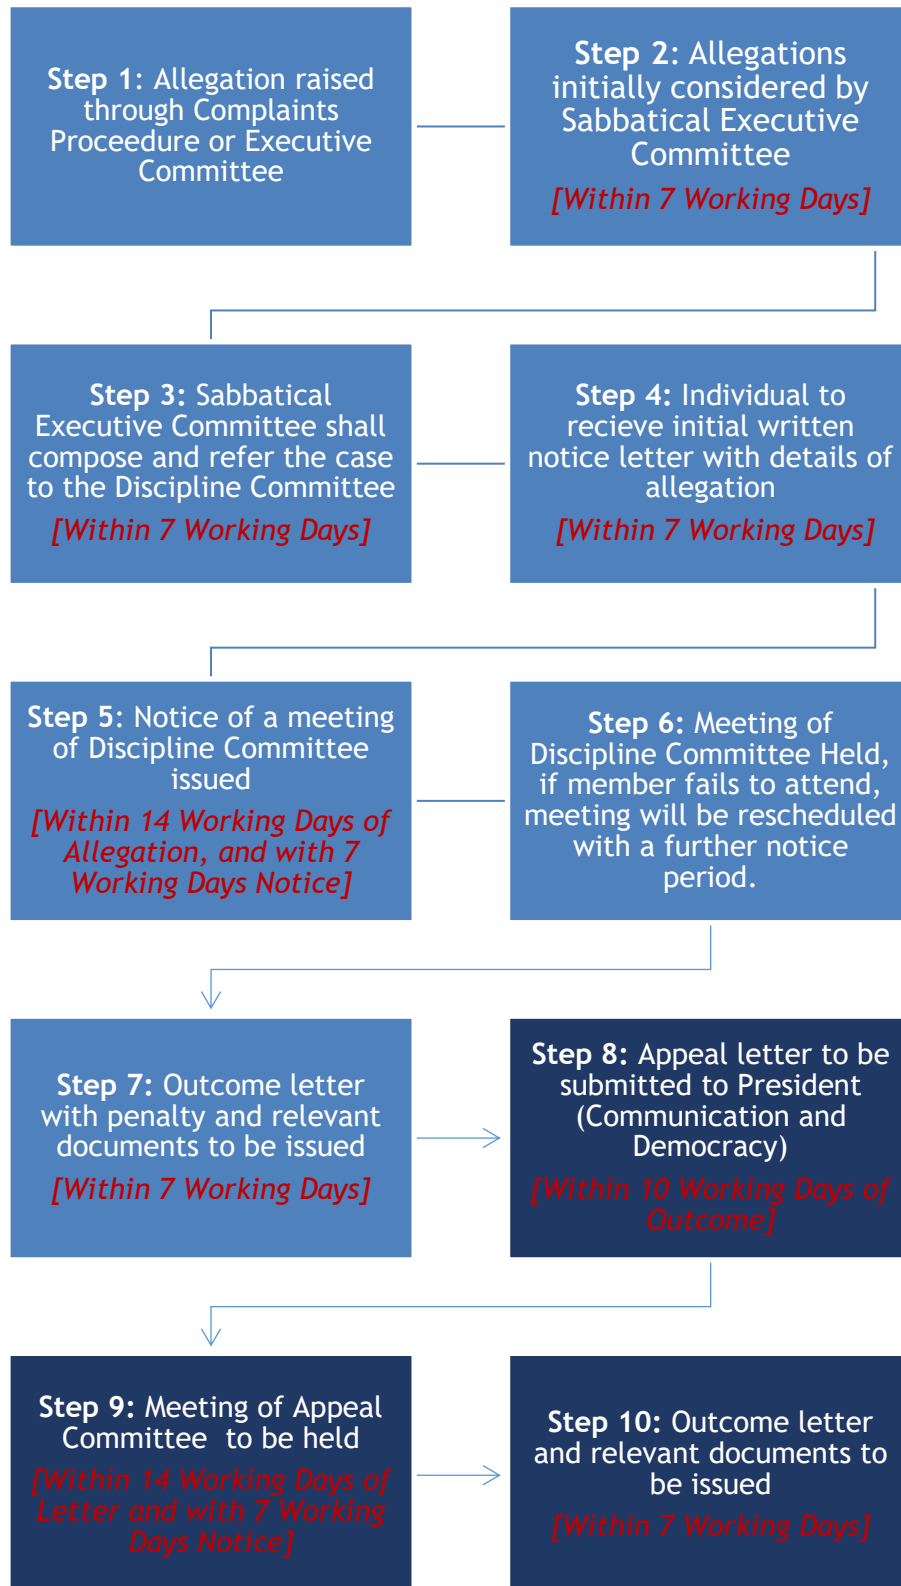 Step 1: Allegation raised
through Complaints
Proceedure or Executive
Committee
Step 2: Allegations
initially considered by
Sabbatical Executive
Committee
[Within 7 Working Days]
Step 3: Sabbatical
Executive Committee shall
compose and refer the case
to the Discipline Committee
[Within 7 Working Days]
Step 4: Individual to
recieve initial written
notice letter with details of
allegation
[Within 7 Working Days]
Step 5: Notice of a meeting
of Discipline Committee
issued
[Within 14 Working Days of
Allegation, and with 7
Working Days Notice]
Step 6: Meeting of
Discipline Committee Held,
if member fails to attend,
meeting will be rescheduled
with a further notice
period.
Step 7: Outcome letter
with penalty and relevant
documents to be issued
[Within 7 Working Days]
Step 8: Appeal letter to be
submitted to President
(Communication and
Democracy)
[Within 10 Working Days of
Outcome]
Step 9: Meeting of Appeal
Committee to be held
[Within 14 Working Days of
Letter and with 7 Working
Days Notice]
Step 10: Outcome letter
and relevant documents to
be issued
[Within 7 Working Days]